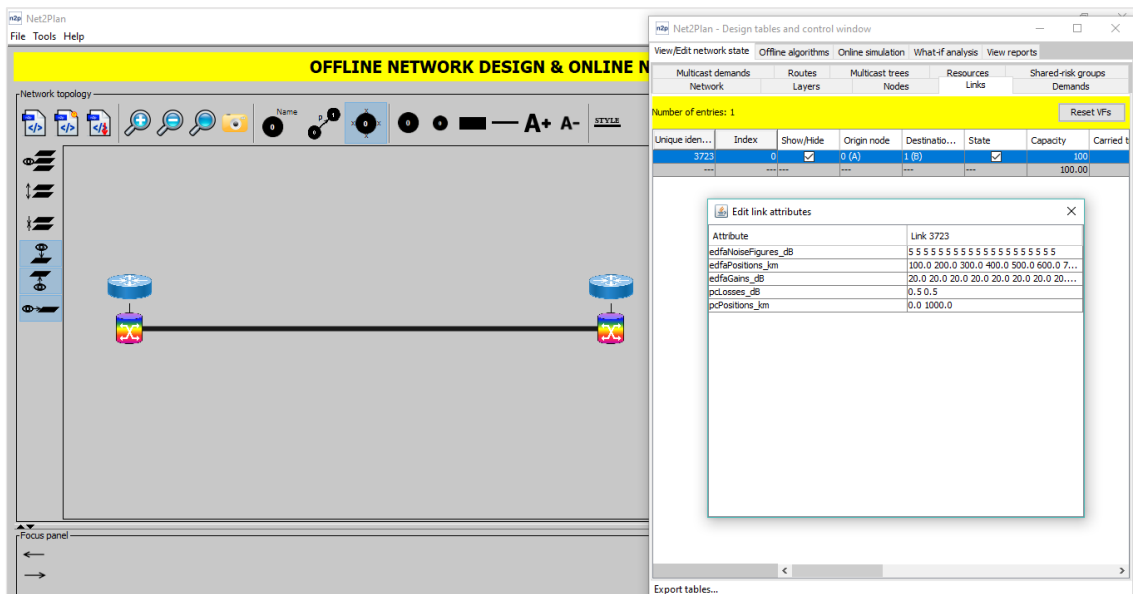 n2p Net2Plan
File Tools Help
OFFLINE NETWORK DESIGN & ONLINE N
Network topology
Name
P
A+ A- STYLE
Focus panel
n2p Net2Plan - Design tables and control window
View/Edit network state Offline algorithms Online simulation What-if analysis View reports
Multicast demands Routes Multicast trees Resources Shared-risk groups
Network Layers Nodes Links Demands
Number of entries: 1 Reset VFs
Unique iden... Index Show/Hide Origin node Destinatio... State Capacity Carried t
3723 0 0 (A) 1 (B) 100
--- --- --- --- --- --- 100.00
Edit link attributes
Attribute Link 3723
edfaNoiseFigures_dB 5 5 5 5 5 5 5 5 5 5 5 5 5 5 5 5 5 5 5 5
edfaPositions_km 100.0 200.0 300.0 400.0 500.0 600.0 7...
edfaGains_dB 20.0 20.0 20.0 20.0 20.0 20.0 20.0 20....
pcLosses_dB 0.5 0.5
pcPositions_km 0.0 1000.0
Export tables...